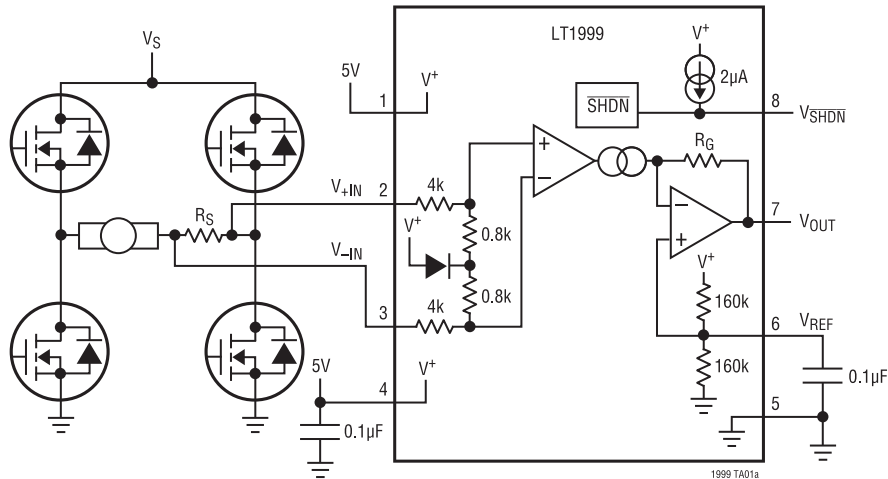 LT1999
V+
2µA
VS
5V
V+
SHDN
1
8
VSHDN
RG
V+IN
2
4k
+
−
RS
V+
0.8k
−
+
7
VOUT
V−IN
0.8k
V+
160k
3
4k
6
VREF
5V
4
V+
160k
0.1µF
5
0.1µF
1999 TA01a